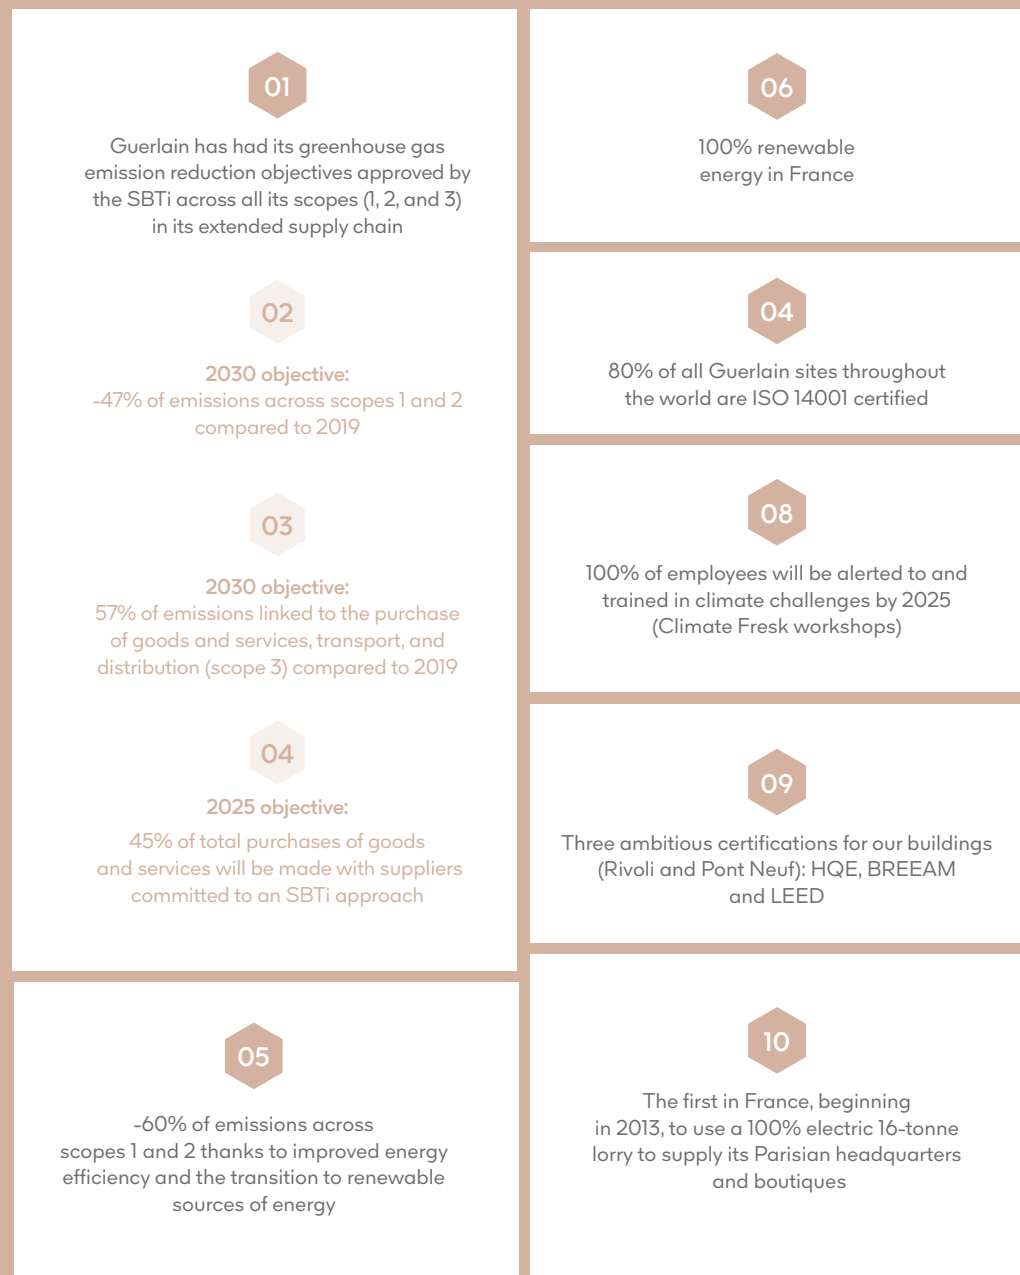 01
Guerlain has had its greenhouse gas
emission reduction objectives approved by
the SBTi across all its scopes (1, 2, and 3)
in its extended supply chain
02
2030 objective:
-47% of emissions across scopes 1 and 2
compared to 2019
03
2030 objective:
57% of emissions linked to the purchase
of goods and services, transport, and
distribution (scope 3) compared to 2019
04
2025 objective:
45% of total purchases of goods
and services will be made with suppliers
committed to an SBTi approach
05
-60% of emissions across
scopes 1 and 2 thanks to improved energy
efficiency and the transition to renewable
sources of energy
06
100% renewable
energy in France
04
80% of all Guerlain sites throughout
the world are ISO 14001 certified
08
100% of employees will be alerted to and
trained in climate challenges by 2025
(Climate Fresk workshops)
09
Three ambitious certifications for our buildings
(Rivoli and Pont Neuf): HQE, BREEAM
and LEED
10
The first in France, beginning
in 2013, to use a 100% electric 16-tonne
lorry to supply its Parisian headquarters
and boutiques